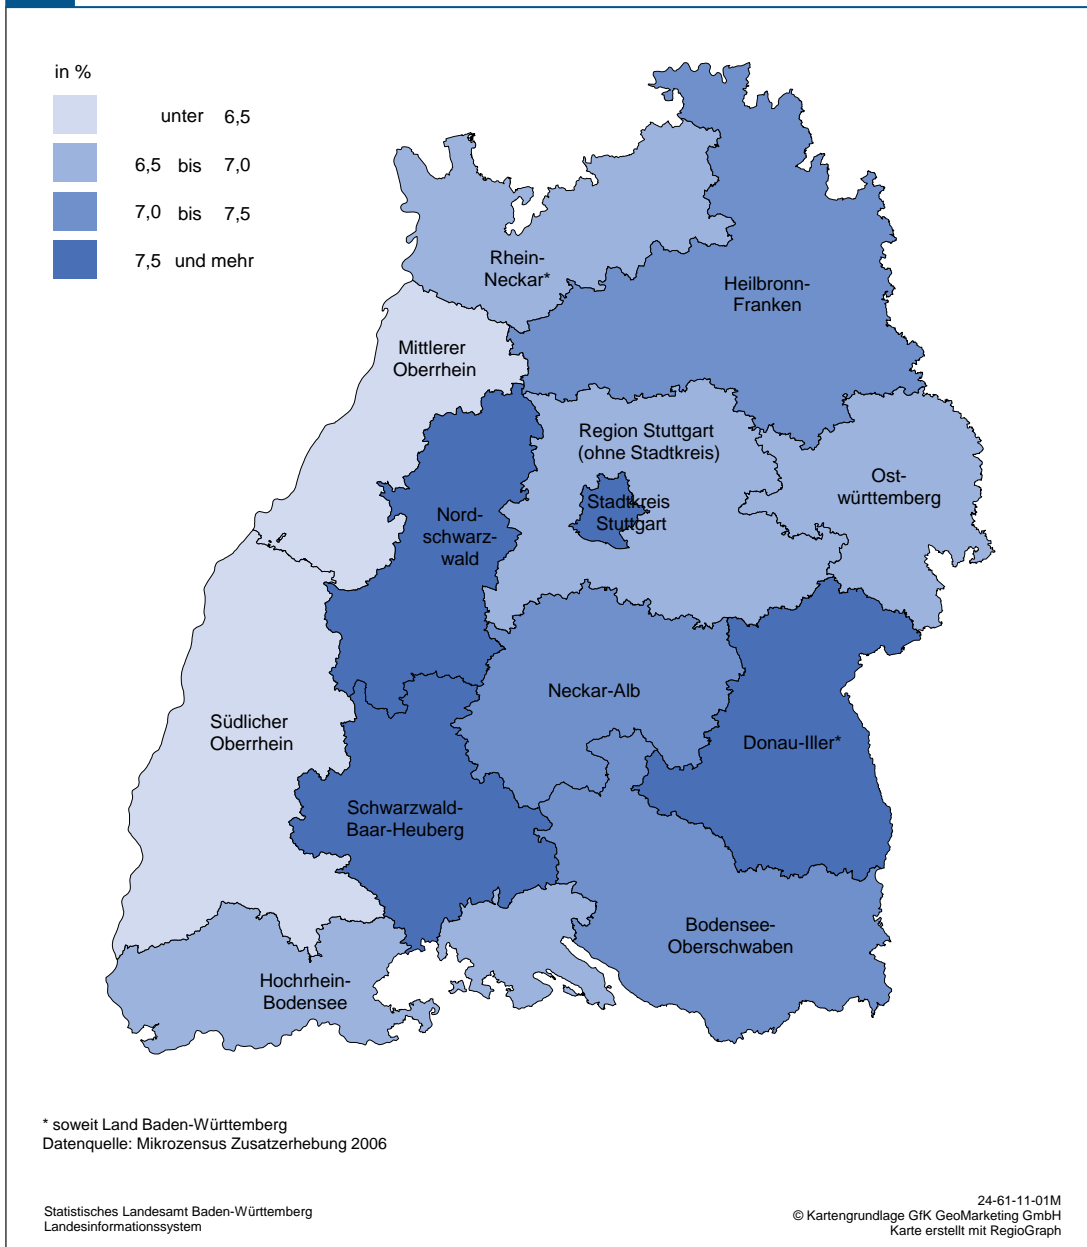 in %
unter 6,5
6,5 bis 7,0
7,0 bis 7,5
7,5 und mehr
Rhein-
Neckar*
Heilbronn-
Franken
Mittlerer
Oberrhein
Region Stuttgart
(ohne Stadtkreis)
Ost-
württemberg
Stadtkreis
Stuttgart
Nord-
schwarz-
wald
Neckar-Alb
Südlicher
Oberrhein
Donau-Iller*
Schwarzwald-
Baar-Heuberg
Bodensee-
Oberschwaben
Hochrhein-
Bodensee
* soweit Land Baden-Württemberg
Datenquelle: Mikrozensus Zusatzerhebung 2006
Statistisches Landesamt Baden-Württemberg
Landesinformationssystem
24-61-11-01M
© Kartengrundlage GfK GeoMarketing GmbH
Karte erstellt mit RegioGraph